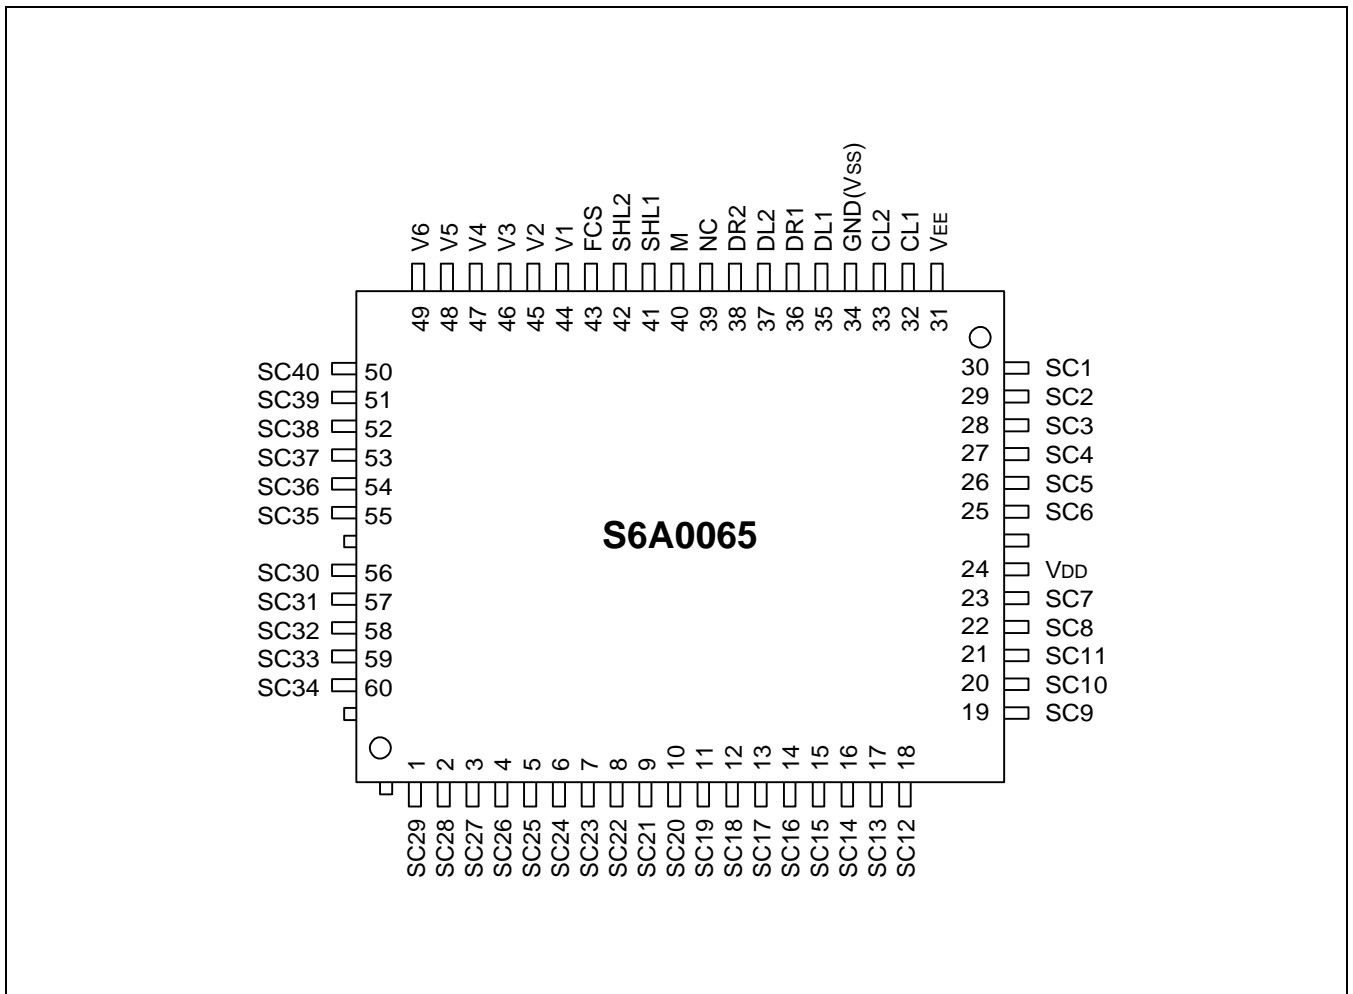 V6 V5 V4 V3 V2 V1 FCS SHL2 SHL1 M NC DR2 DL2 DR1 DL1 GND(VSS) CL2 CL1 VEE
49 48 47 46 45 44 43 42 41 40 39 38 37 36 35 34 33 32 31
SC40 50 30 SC1
SC39 51 29 SC2
SC38 52 28 SC3
SC37 53 27 SC4
SC36 54 26 SC5
SC35 55 25 SC6
S6A0065
SC30 56 24 VDD
SC31 57 23 SC7
SC32 58 22 SC8
SC33 59 21 SC11
SC34 60 20 SC10
19 SC9
1 2 3 4 5 6 7 8 9 10 11 12 13 14 15 16 17 18
SC29 SC28 SC27 SC26 SC25 SC24 SC23 SC22 SC21 SC20 SC19 SC18 SC17 SC16 SC15 SC14 SC13 SC12